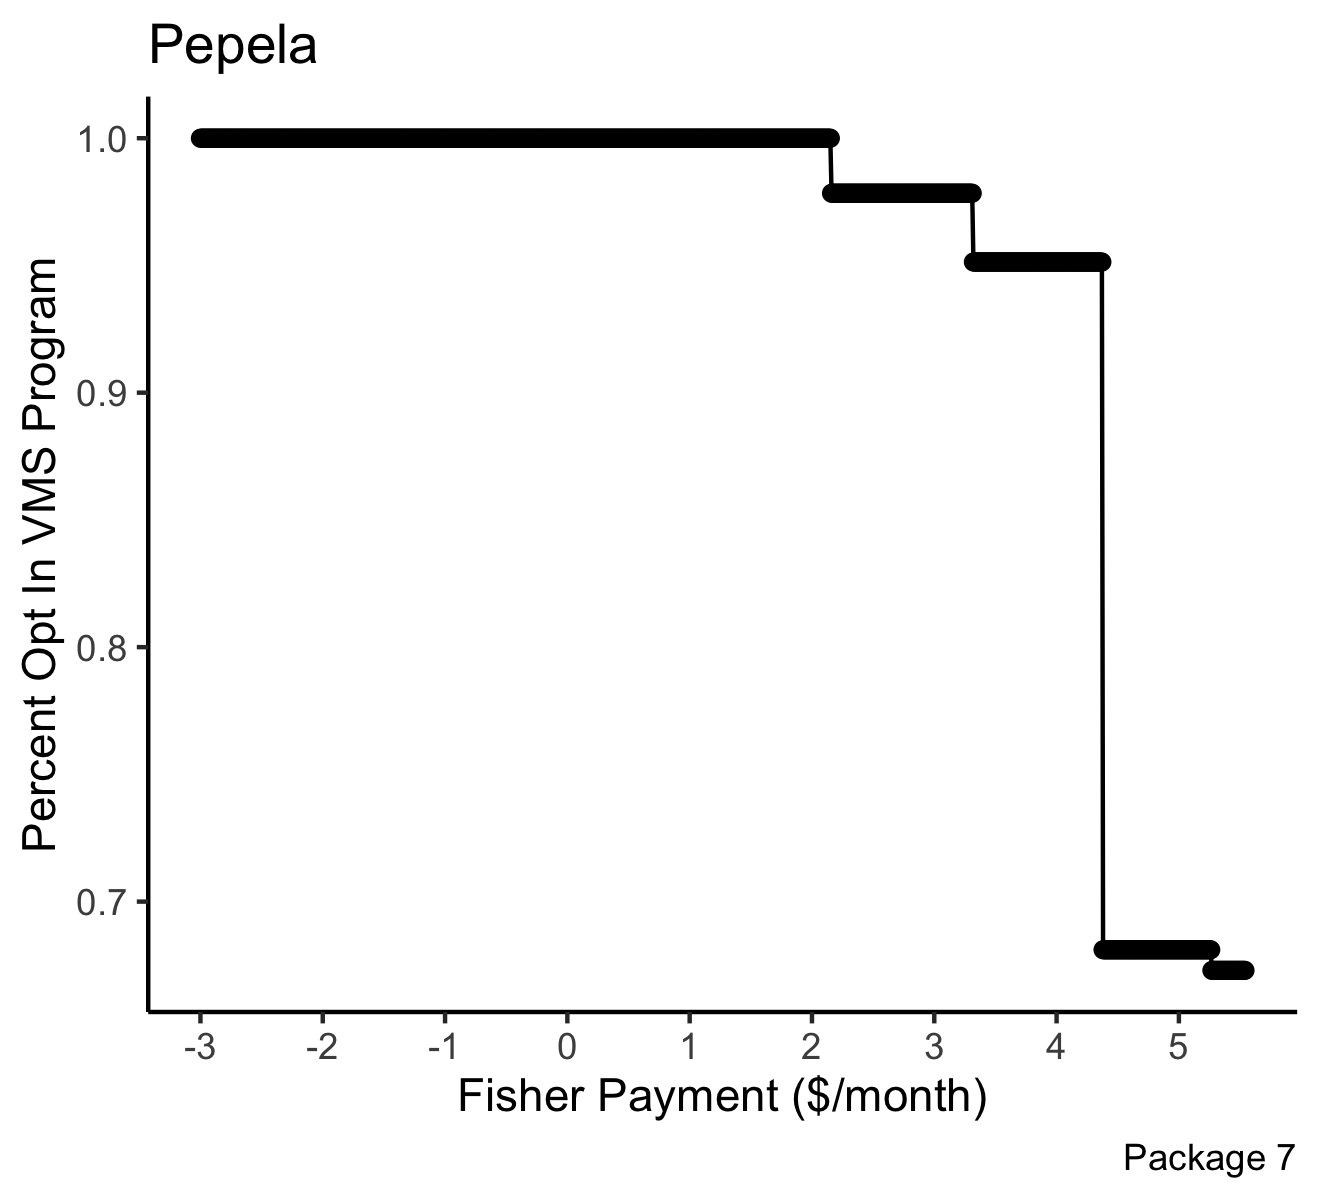 Pepela
Percent Opt In VMS Program
1.0
0.9
0.8
0.7
-3 -2 -1 0 1 2 3 4 5
Fisher Payment ($/month)
Package 7